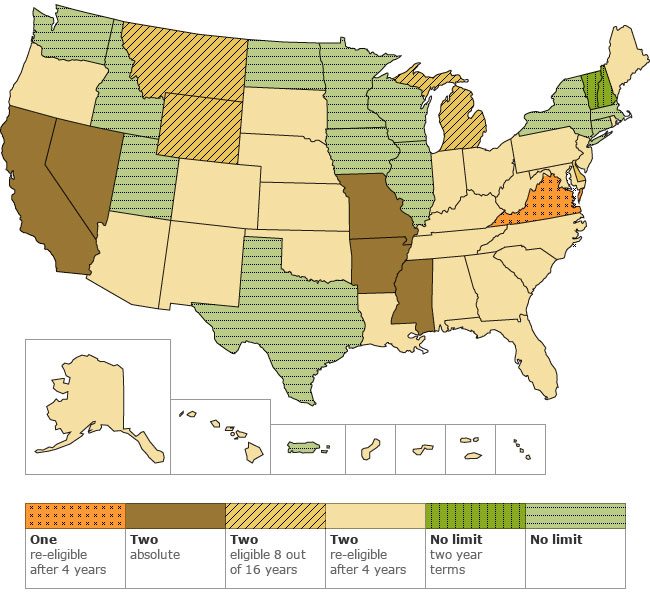 One
re-eligible
after 4 years
Two
absolute
Two
eligible 8 out
of 16 years
Two
re-eligible
after 4 years
No limit
two year
terms
No limit